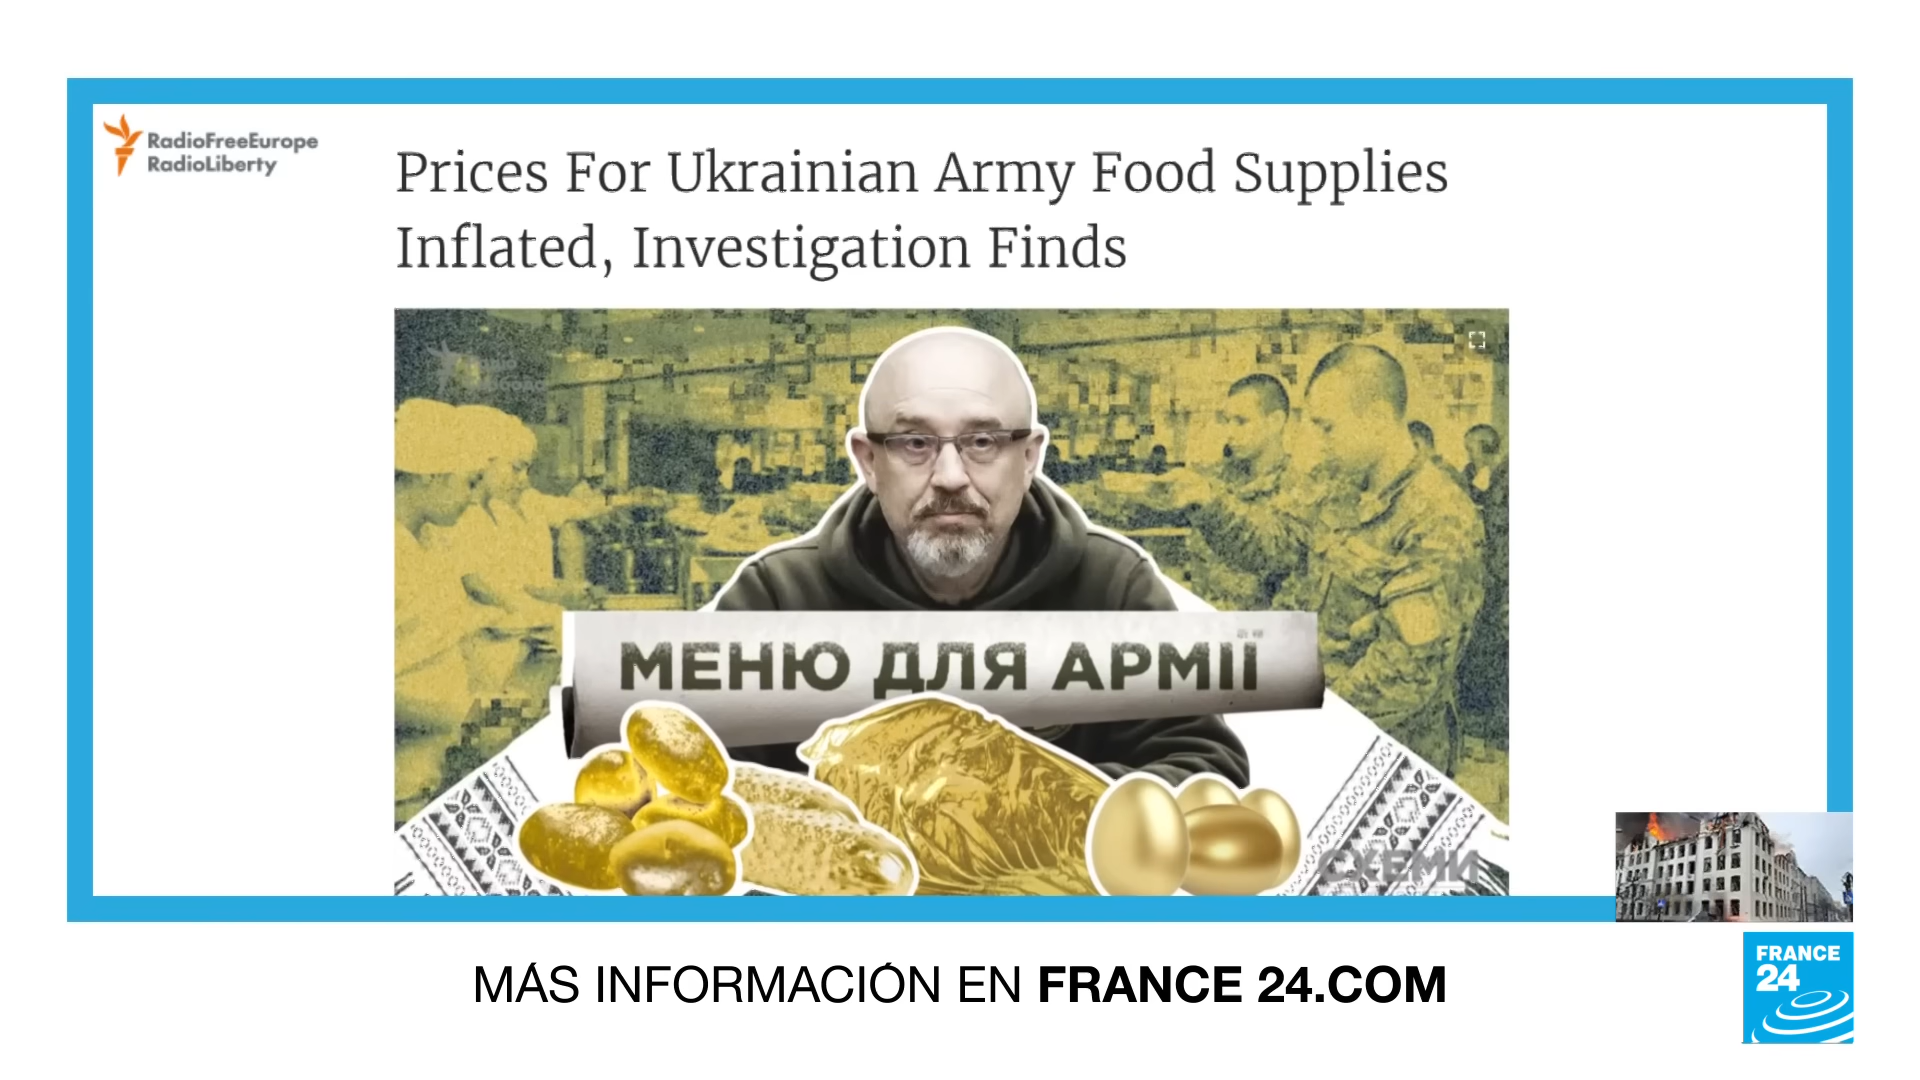 RadioFreeEurope
RadioLiberty
Prices For Ukrainian Army Food Supplies
Inflated, Investigation Finds
МЕНЮ ДЛЯ АРМІЇ
СХЕМИ
MÁS INFORMACIÓN EN FRANCE 24.COM
FRANCE
24